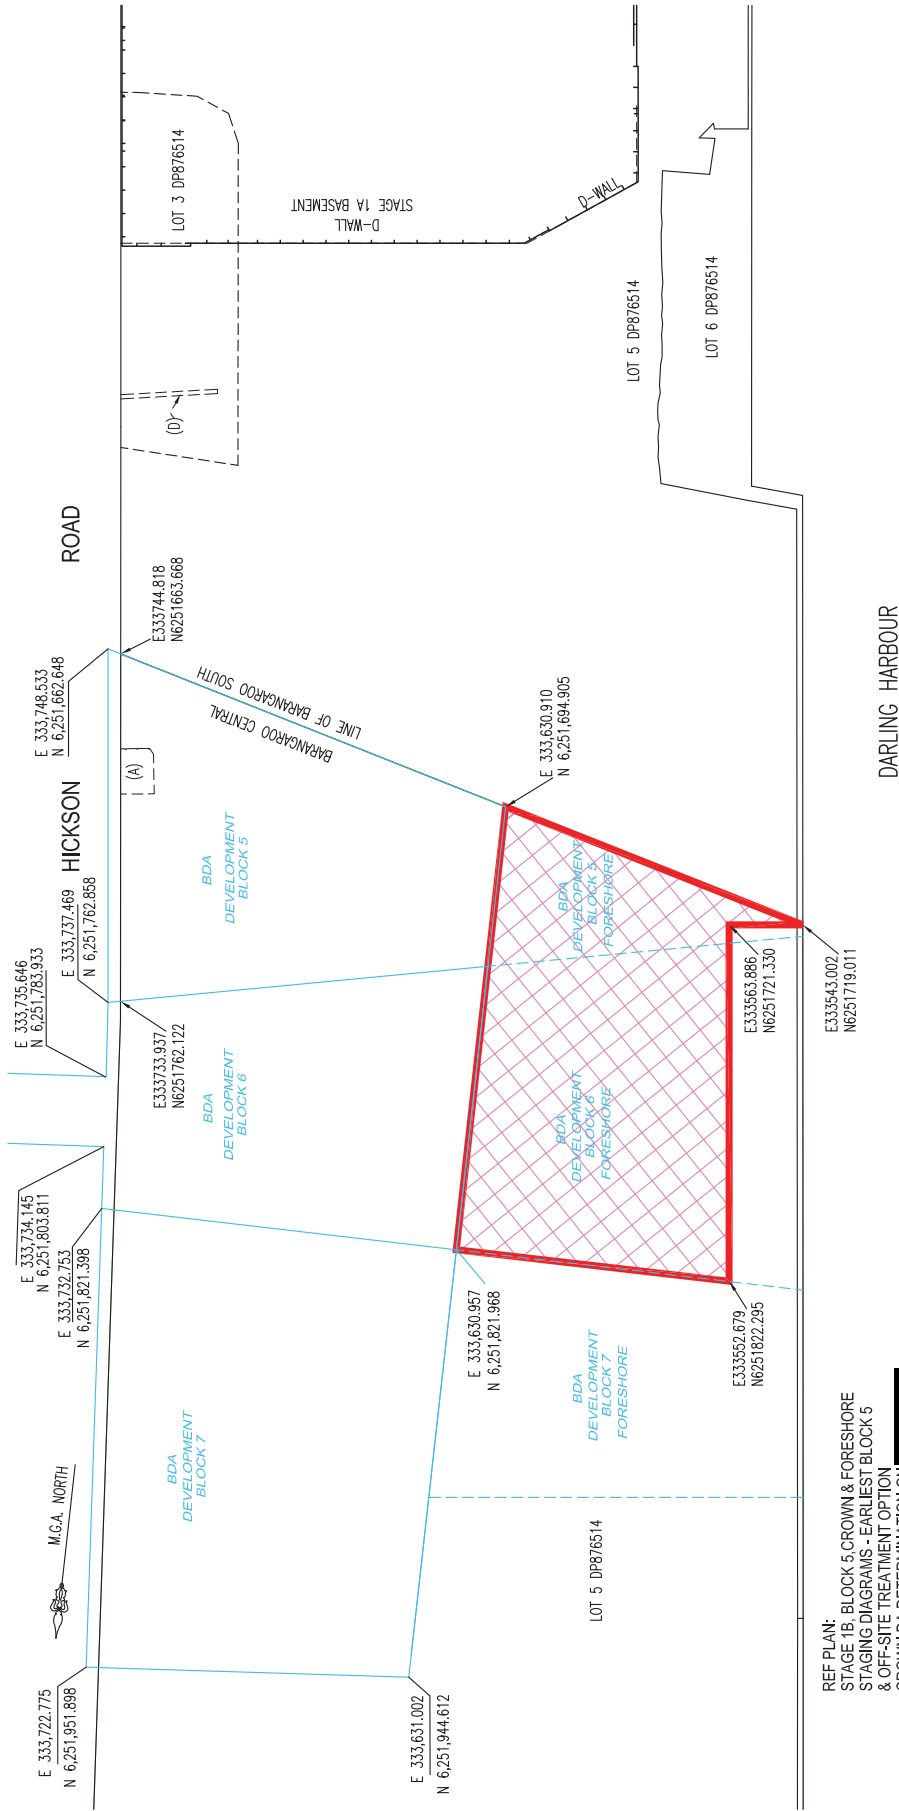 HICKSON
ROAD
DARLING HARBOUR
M.G.A. NORTH
E 333,722.775
N 6,251,951.898
E 333,631.002
N 6,251,944.612
E 333,732.753
N 6,251,821.398
E 333,734.145
N 6,251,803.811
E 333,735.646
N 6,251,783.933
E 333,737.469
N 6,251,762.858
E333733.937
N6251762.122
E 333,748.533
N 6,251,662.648
E333744.818
N6251663.668
E 333,630.957
N 6,251,821.968
E 333,630.910
N 6,251,694.905
E333552.679
N6251822.295
E333563.886
N6251721.330
E333543.002
N6251719.011
BDA
DEVELOPMENT
BLOCK 7
BDA
DEVELOPMENT
BLOCK 6
BDA
DEVELOPMENT
BLOCK 5
BDA
DEVELOPMENT
BLOCK 7
FORESHORE
BDA
DEVELOPMENT
BLOCK 6
FORESHORE
BDA
DEVELOPMENT
BLOCK 5
FORESHORE
BARANGAROO CENTRAL
LINE OF BARANGAROO SOUTH
(A)
(D)
LOT 3 DP876514
D-WALL
STAGE 1A BASEMENT
D-WALL
LOT 5 DP876514
LOT 6 DP876514
LOT 5 DP876514
REF PLAN:
STAGE 1B, BLOCK 5,CROWN & FORESHORE
STAGING DIAGRAMS - EARLIEST BLOCK 5
& OFF-SITE TREATMENT OPTION